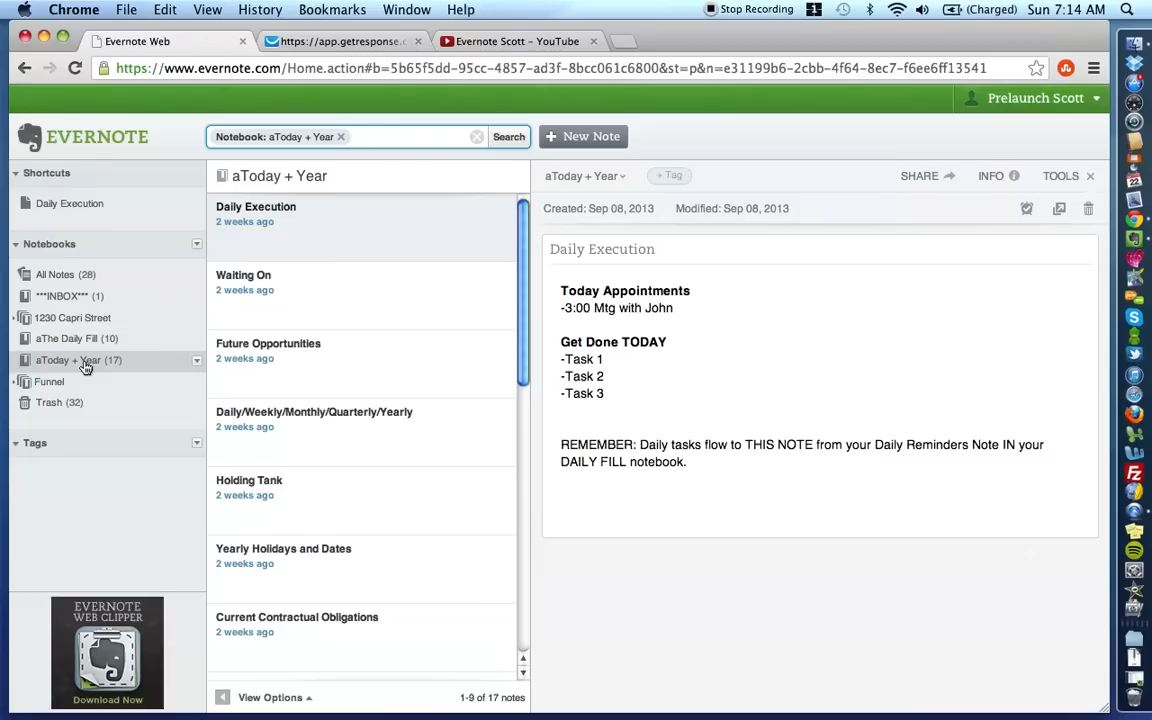 Chrome File Edit View History Bookmarks Window Help Stop Recording 1 (Charged) Sun 7:14 AM
Evernote Web https://app.getresponse.c Evernote Scott - YouTube
https://www.evernote.com/Home.action#b=5b65f5dd-95cc-4857-ad3f-8bcc061c6800&st=p&n=e31199b6-2cbb-4f64-8ec7-f6ee6ff13541
Prelaunch Scott
EVERNOTE Notebook: aToday + Year Search + New Note
Shortcuts
Daily Execution
Notebooks
All Notes (28)
***INBOX*** (1)
1230 Capri Street
aThe Daily Fill (10)
aToday + Year (17)
Funnel
Trash (32)
Tags
EVERNOTE
WEB CLIPPER
Download Now
aToday + Year
Daily Execution
2 weeks ago
Waiting On
2 weeks ago
Future Opportunities
2 weeks ago
Daily/Weekly/Monthly/Quarterly/Yearly
2 weeks ago
Holding Tank
2 weeks ago
Yearly Holidays and Dates
2 weeks ago
Current Contractual Obligations
2 weeks ago
View Options 1-9 of 17 notes
aToday + Year + Tag SHARE INFO TOOLS
Created: Sep 08, 2013 Modified: Sep 08, 2013
Daily Execution
Today Appointments
-3:00 Mtg with John
Get Done TODAY
-Task 1
-Task 2
-Task 3
REMEMBER: Daily tasks flow to THIS NOTE from your Daily Reminders Note IN your
DAILY FILL notebook.
22
FZ